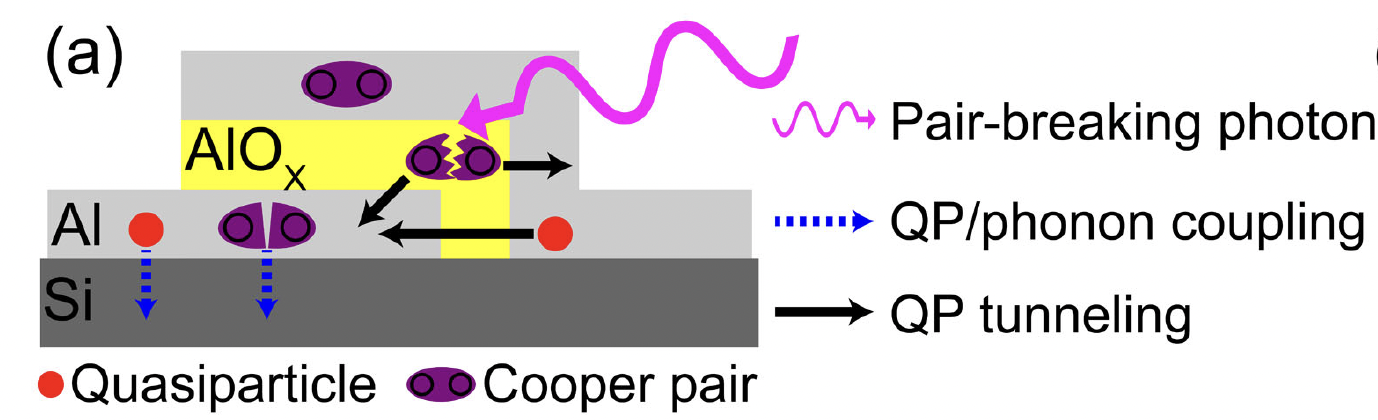 (a)
AlOx
Al
Si
Pair-breaking photon
QP/phonon coupling
QP tunneling
Quasiparticle
Cooper pair